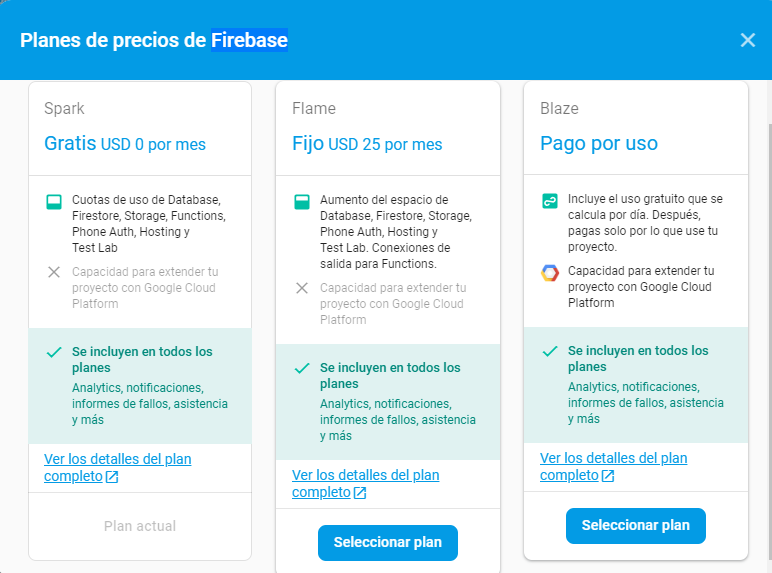 Planes de precios de Firebase
Spark
Gratis USD 0 por mes
Cuotas de uso de Database,
Firestore, Storage, Functions,
Phone Auth, Hosting y
Test Lab
Capacidad para extender tu
proyecto con Google Cloud
Platform
Se incluyen en todos los
planes
Analytics, notificaciones,
informes de fallos, asistencia
y más
Ver los detalles del plan
completo
Plan actual
Flame
Fijo USD 25 por mes
Aumento del espacio de
Database, Firestore, Storage,
Phone Auth, Hosting y
Test Lab. Conexiones de
salida para Functions.
Capacidad para extender tu
proyecto con Google Cloud
Platform
Se incluyen en todos los
planes
Analytics, notificaciones,
informes de fallos, asistencia
y más
Ver los detalles del plan
completo
Seleccionar plan
Blaze
Pago por uso
Incluye el uso gratuito que se
calcula por día. Después,
pagas solo por lo que use tu
proyecto.
Capacidad para extender tu
proyecto con Google Cloud
Platform
Se incluyen en todos los
planes
Analytics, notificaciones,
informes de fallos, asistencia
y más
Ver los detalles del plan
completo
Seleccionar plan